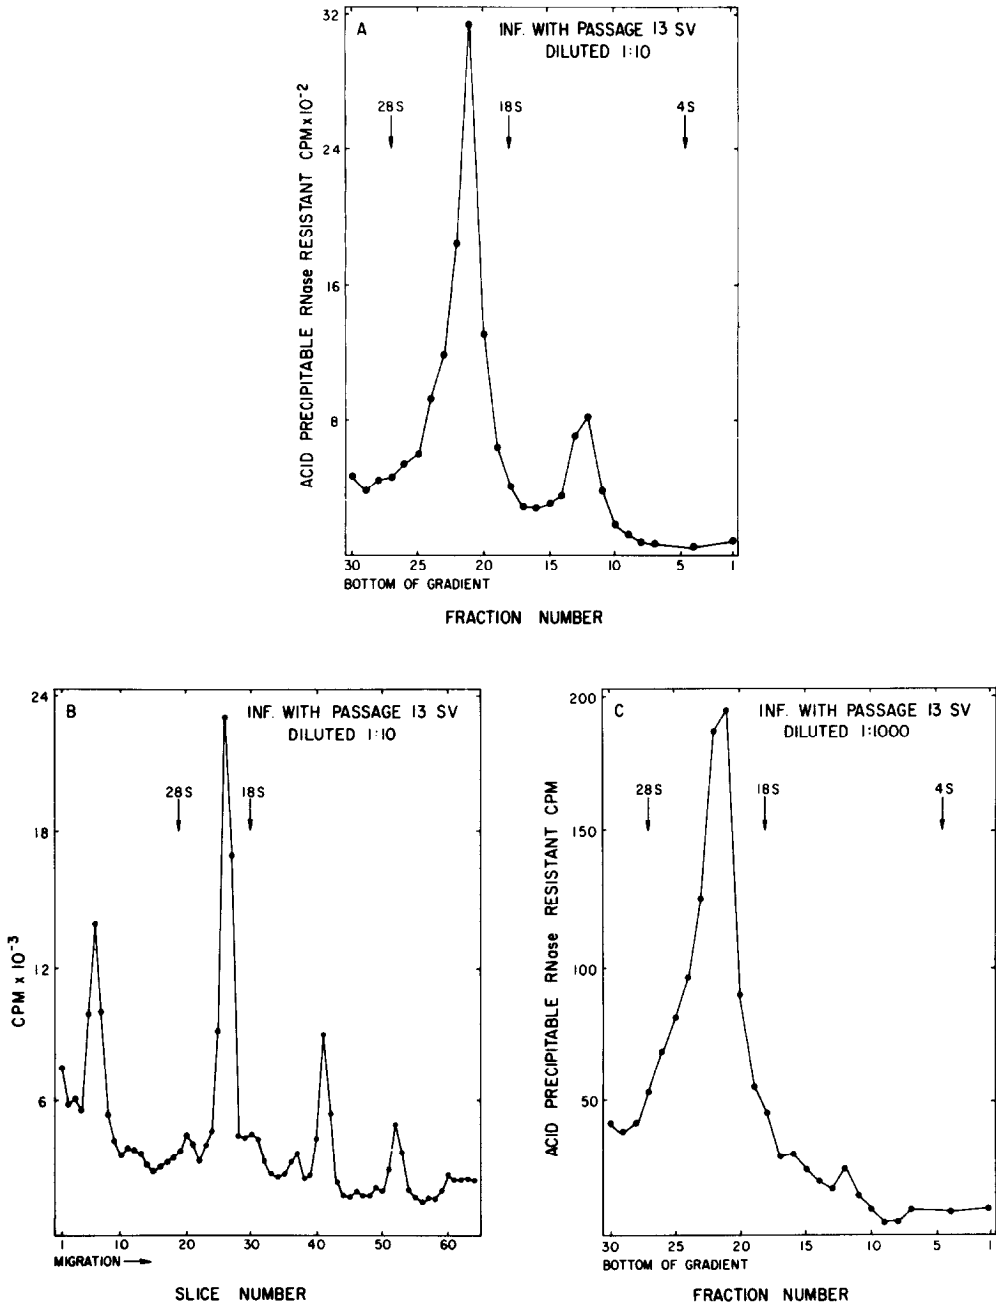 A
INF. WITH PASSAGE 13 SV
DILUTED 1:10
32
24
16
8
28S
18S
4S
ACID PRECIPITABLE RNase RESISTANT CPM x 10⁻²
30 25 20 15 10 5 1
BOTTOM OF GRADIENT
FRACTION NUMBER
B
INF. WITH PASSAGE 13 SV
DILUTED 1:10
24
18
12
6
28S
18S
CPM x 10⁻³
1 10 20 30 40 50 60
MIGRATION
SLICE NUMBER
C
INF. WITH PASSAGE 13 SV
DILUTED 1:1000
200
150
100
50
28S
18S
4S
ACID PRECIPITABLE RNase RESISTANT CPM
30 25 20 15 10 5 1
BOTTOM OF GRADIENT
FRACTION NUMBER